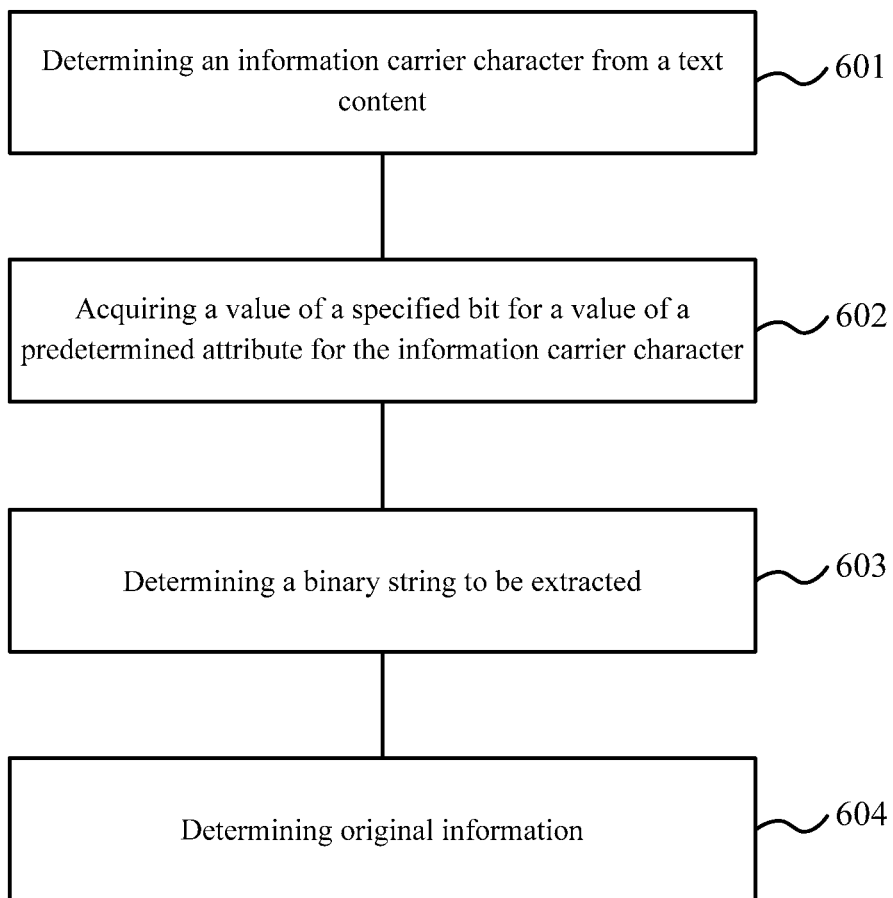 Determining an information carrier character from a text
content
601
Acquiring a value of a specified bit for a value of a
predetermined attribute for the information carrier character
602
Determining a binary string to be extracted
603
Determining original information
604